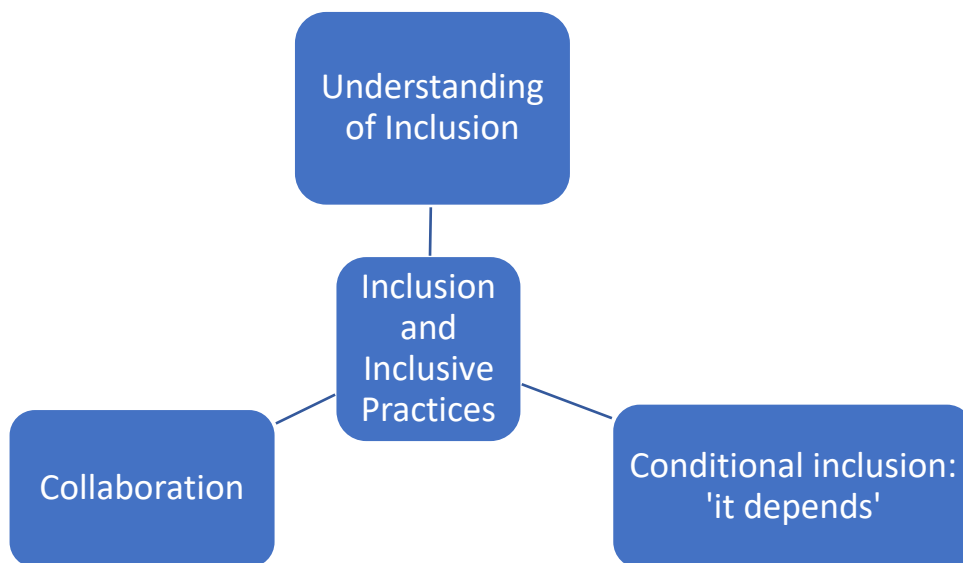 Understanding
of Inclusion
Inclusion
and
Inclusive
Practices
Collaboration
Conditional inclusion:
'it depends'